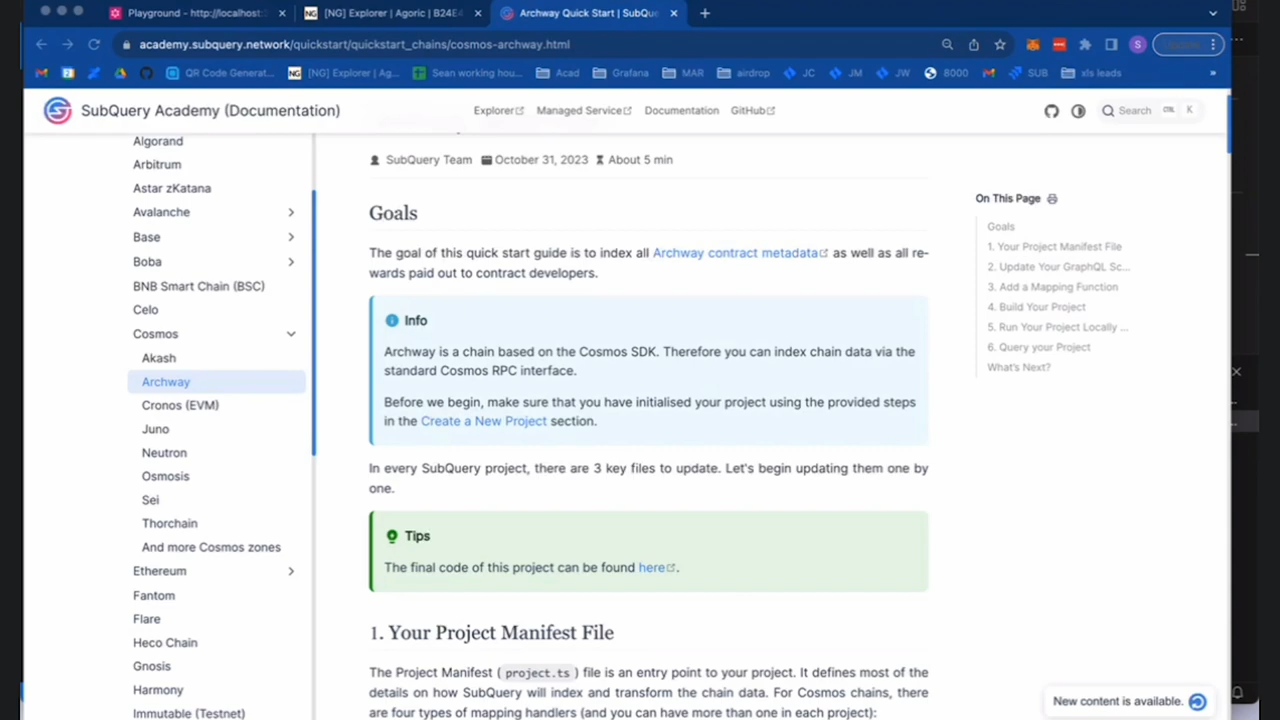 Playground - http://localhost:
[NG] Explorer | Agoric | B24E4
Archway Quick Start | SubQue
academy.subquery.network/quickstart/quickstart_chains/cosmos-archway.html
S
QR Code Generat...
NG
[NG] Explorer | Ag...
Sean working hou...
Acad
Grafana
MAR
airdrop
JC
JM
JW
8000
SUB
xls leads
»
SubQuery Academy (Documentation)
Explorer
Managed Service
Documentation
GitHub
Search
K
Algorand
Arbitrum
Astar zKatana
Avalanche
Base
Boba
BNB Smart Chain (BSC)
Celo
Cosmos
Akash
Archway
Cronos (EVM)
Juno
Neutron
Osmosis
Sei
Thorchain
And more Cosmos zones
Ethereum
Fantom
Flare
Heco Chain
Gnosis
Harmony
Immutable (Testnet)
SubQuery Team October 31, 2023 About 5 min
Goals
The goal of this quick start guide is to index all Archway contract metadata as well as all re-
wards paid out to contract developers.
Info
Archway is a chain based on the Cosmos SDK. Therefore you can index chain data via the
standard Cosmos RPC interface.
Before we begin, make sure that you have initialised your project using the provided steps
in the Create a New Project section.
In every SubQuery project, there are 3 key files to update. Let's begin updating them one by
one.
Tips
The final code of this project can be found here.
1. Your Project Manifest File
The Project Manifest ( project.ts ) file is an entry point to your project. It defines most of the
details on how SubQuery will index and transform the chain data. For Cosmos chains, there
are four types of mapping handlers (and you can have more than one in each project):
On This Page
Goals
1. Your Project Manifest File
2. Update Your GraphQL Sc...
3. Add a Mapping Function
4. Build Your Project
5. Run Your Project Locally ...
6. Query your Project
What's Next?
New content is available.